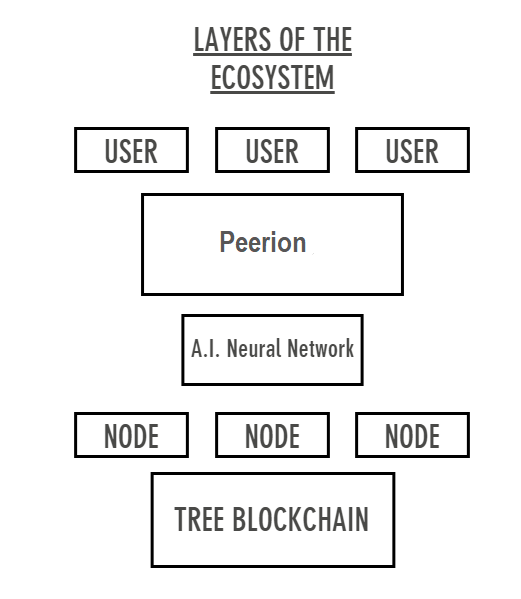 LAYERS OF THE
ECOSYSTEM
USER USER USER
Peerion
A.I. Neural Network
NODE NODE NODE
TREE BLOCKCHAIN